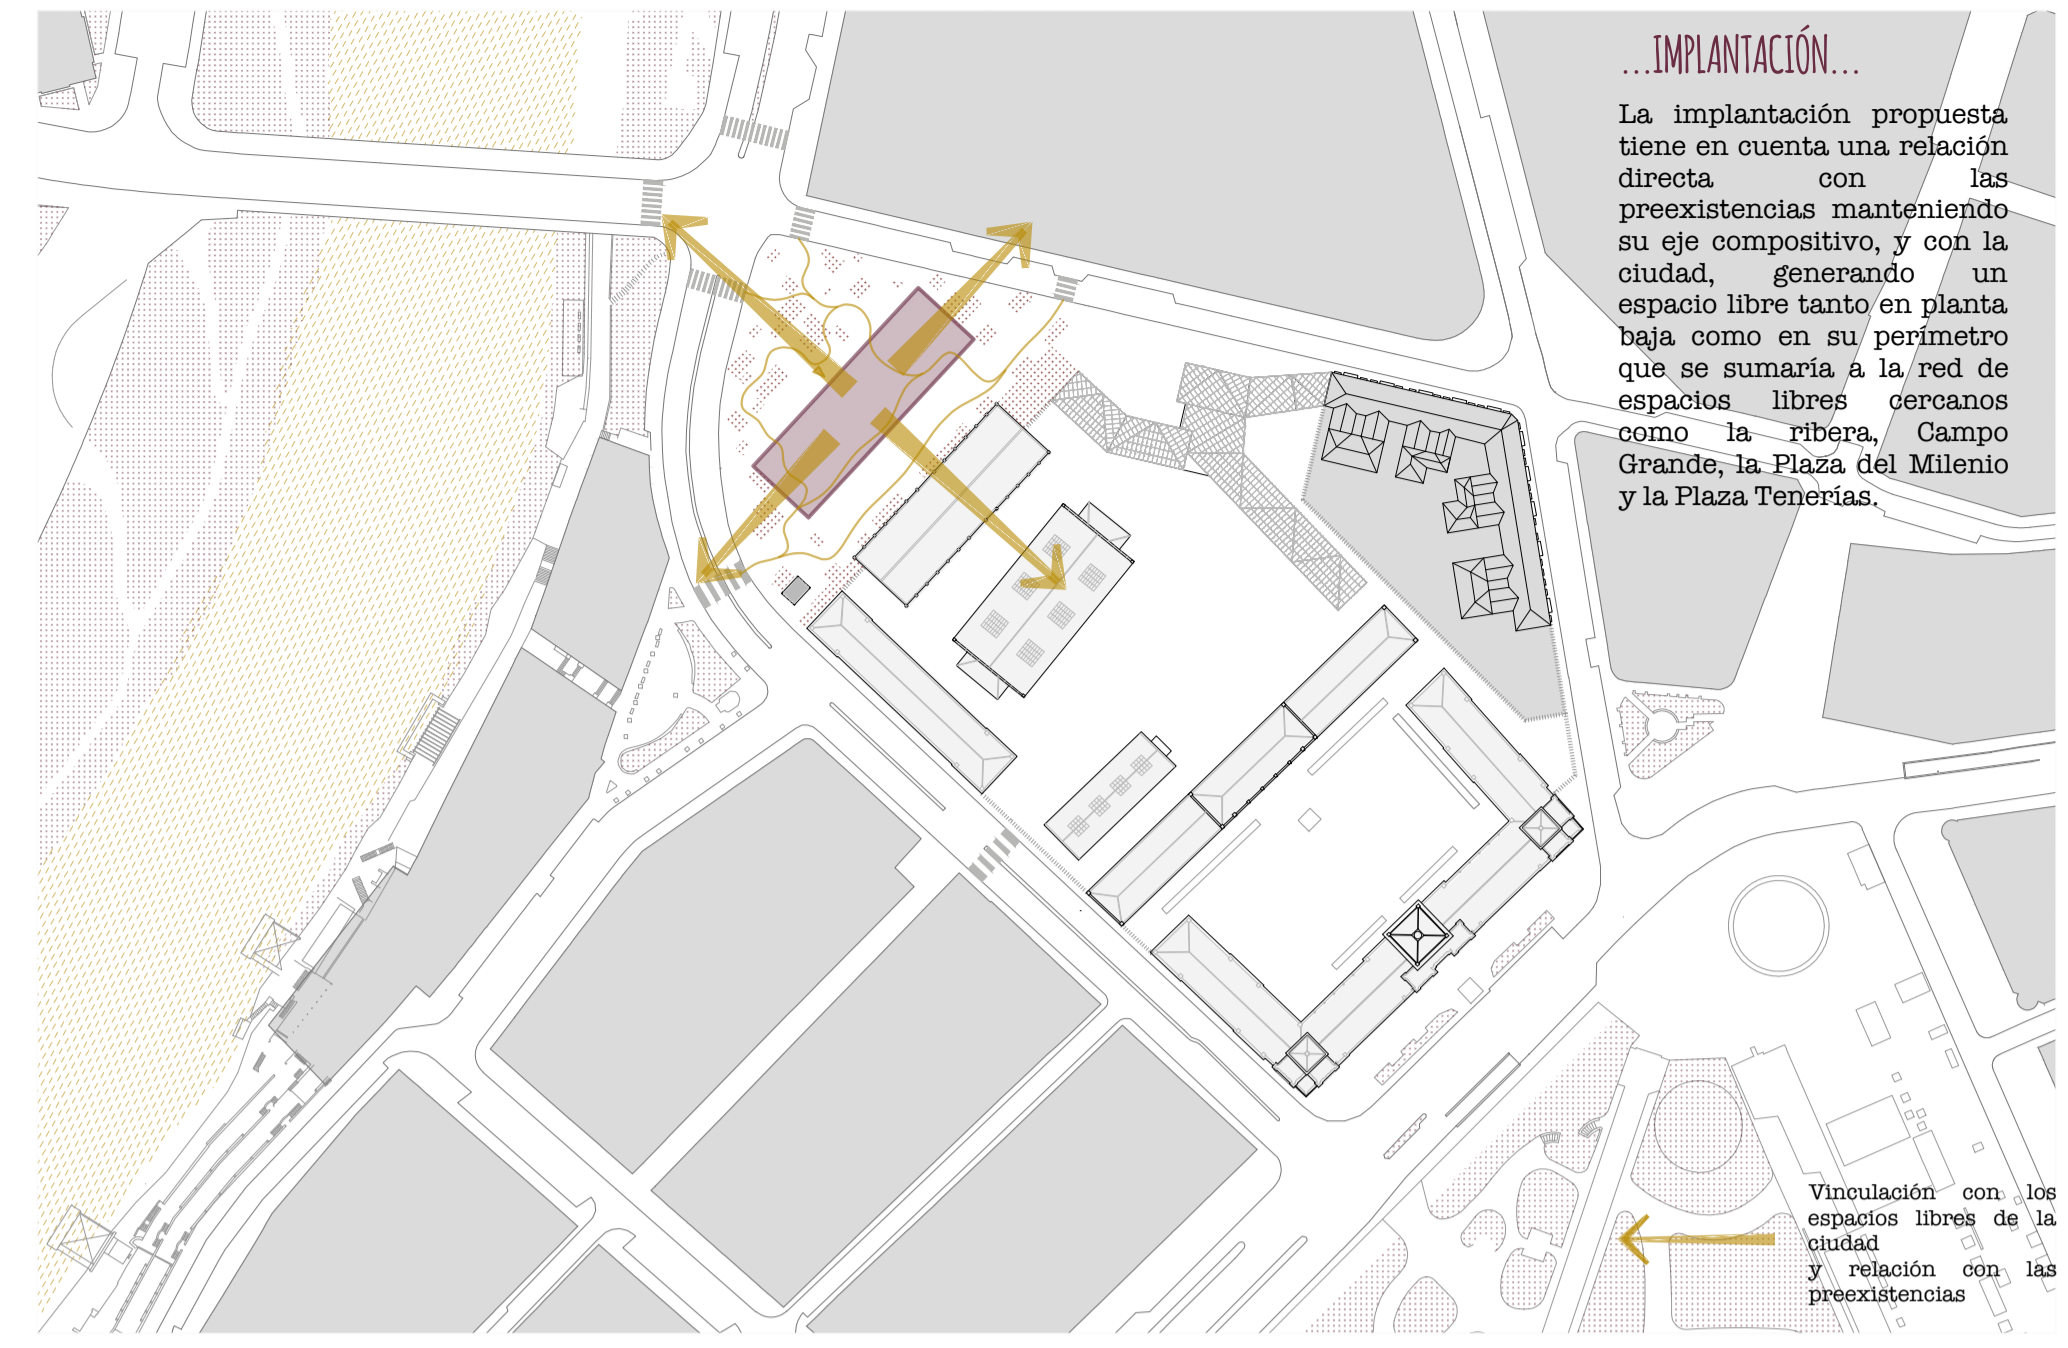 ...IMPLANTACIÓN...
La implantación propuesta
tiene en cuenta una relación
directa con las
preexistencias manteniendo
su eje compositivo, y con la
ciudad, generando un
espacio libre tanto en planta
baja como en su perímetro
que se sumaría a la red de
espacios libres cercanos
como la ribera, Campo
Grande, la Plaza del Milenio
y la Plaza Tenerías.
Vinculación con los
espacios libres de la
ciudad
y relación con las
preexistencias